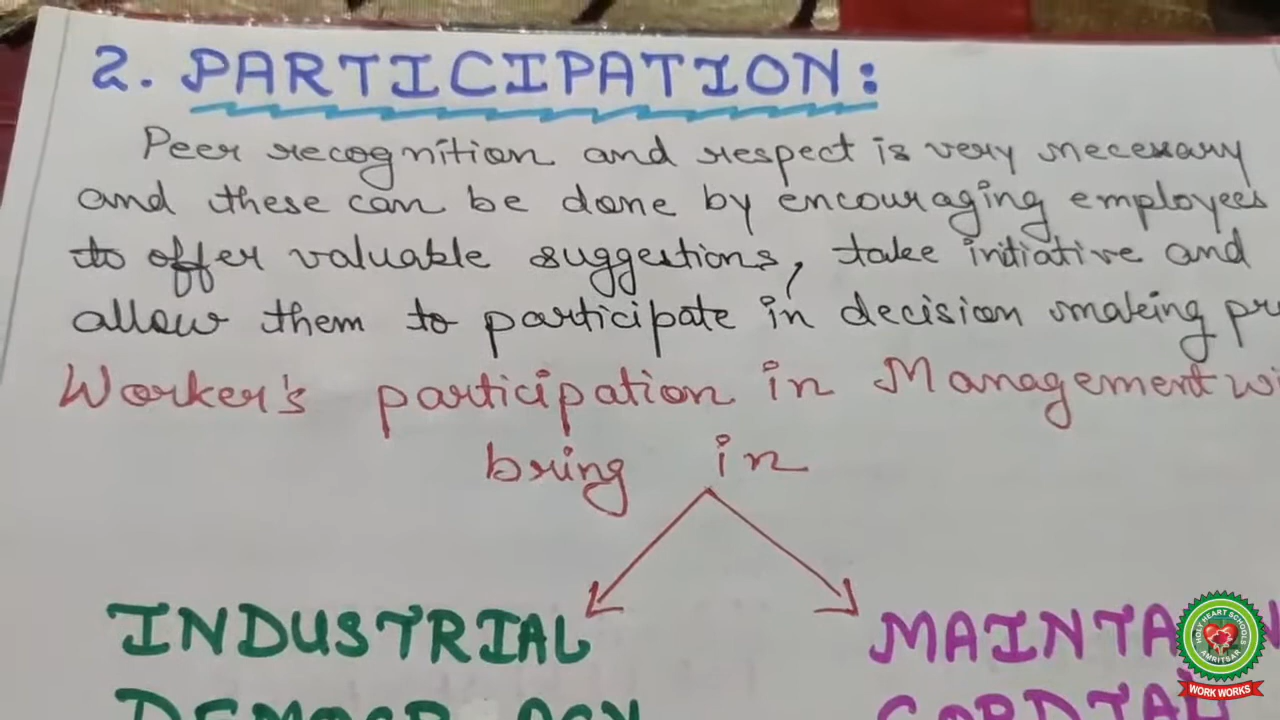 2. PARTICIPATION:
Peer recognition and respect is very necessary
and these can be done by encouraging employees
to offer valuable suggestions, take initiative and
allow them to participate in decision making
Worker's participation in Management
bring in
INDUSTRIAL
CORDIAL
HOLY HEART SCHOOLS
AMRITSAR
WORK WORKS